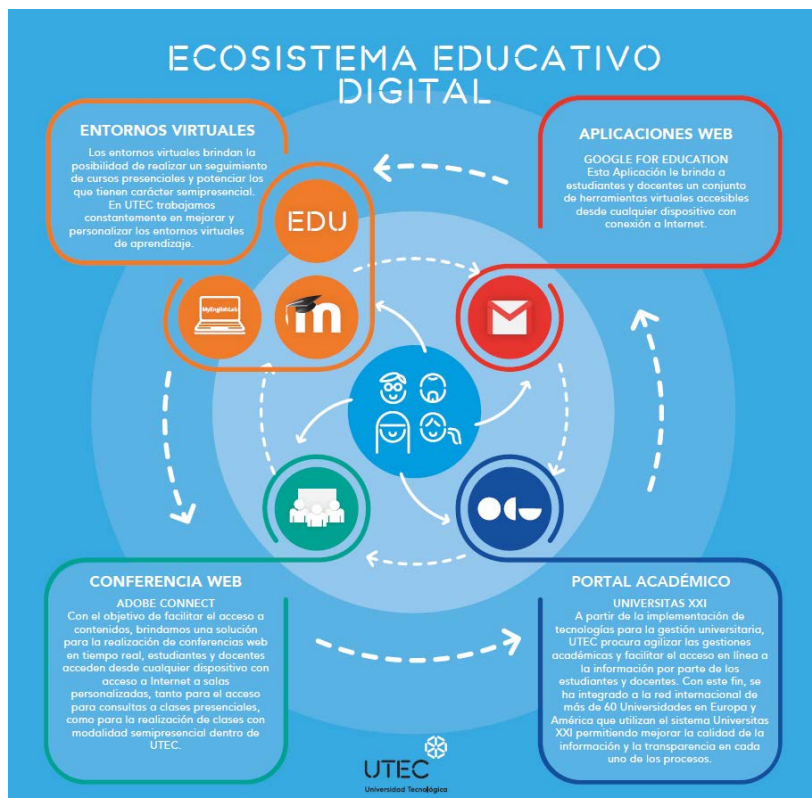 ECOSISTEMA EDUCATIVO
DIGITAL
ENTORNOS VIRTUALES
Los entornos virtuales brindan la
posibilidad de realizar un seguimiento
de cursos presenciales y potenciar los
que tienen carácter semipresencial.
En UTEC trabajamos
constantemente en mejorar y
personalizar los entornos virtuales
de aprendizaje.
EDU
MyEnglishLab
m
APLICACIONES WEB
GOOGLE FOR EDUCATION
Esta Aplicación le brinda a
estudiantes y docentes un conjunto
de herramientas virtuales accesibles
desde cualquier dispositivo con
conexión a Internet.
CONFERENCIA WEB
ADOBE CONNECT
Con el objetivo de facilitar el acceso a
contenidos, brindamos una solución
para la realización de conferencias web
en tiempo real, estudiantes y docentes
acceden desde cualquier dispositivo con
acceso a Internet a salas
personalizadas, tanto para el acceso
para consultas a clases presenciales,
como para la realización de clases con
modalidad semipresencial dentro de
UTEC.
PORTAL ACADÉMICO
UNIVERSITAS XXI
A partir de la implementación de
tecnologías para la gestión universitaria,
UTEC procura agilizar las gestiones
académicas y facilitar el acceso en línea a
la información por parte de los
estudiantes y docentes. Con este fin, se
ha integrado a la red internacional de
más de 60 Universidades en Europa y
América que utilizan el sistema Universitas
XXI permitiendo mejorar la calidad de la
información y la transparencia en cada
uno de los procesos.
UTEC
Universidad Tecnológica